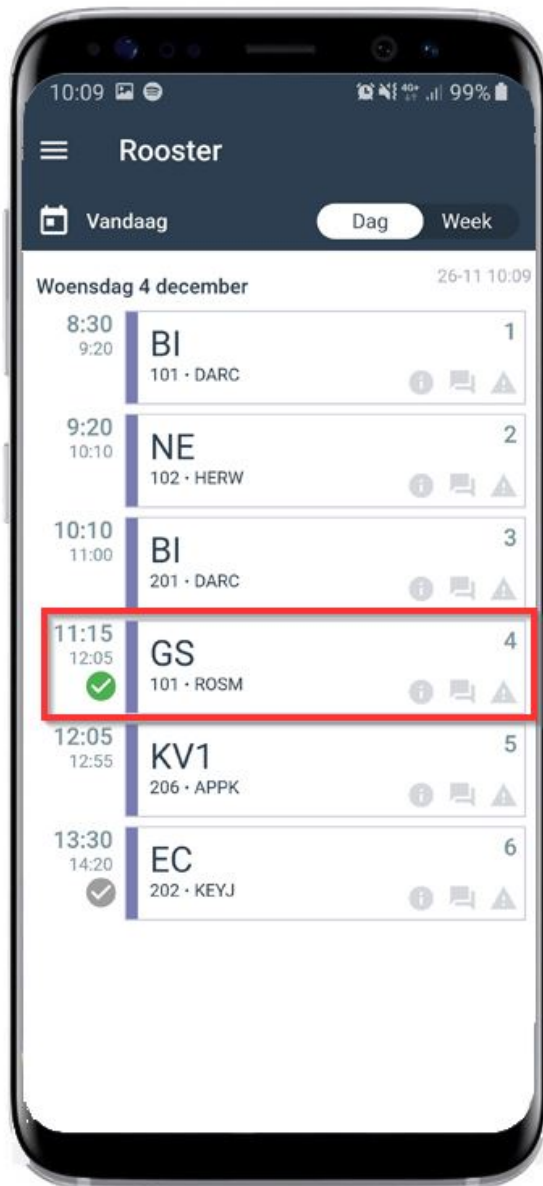 10:09 4G+ 99%
Rooster
Vandaag Dag Week
Woensdag 4 december 26-11 10:09
8:30 BI 1
9:20 101 · DARC
9:20 NE 2
10:10 102 · HERW
10:10 BI 3
11:00 201 · DARC
11:15 GS 4
12:05 101 · ROSM
12:05 KV1 5
12:55 206 · APPK
13:30 EC 6
14:20 202 · KEYJ